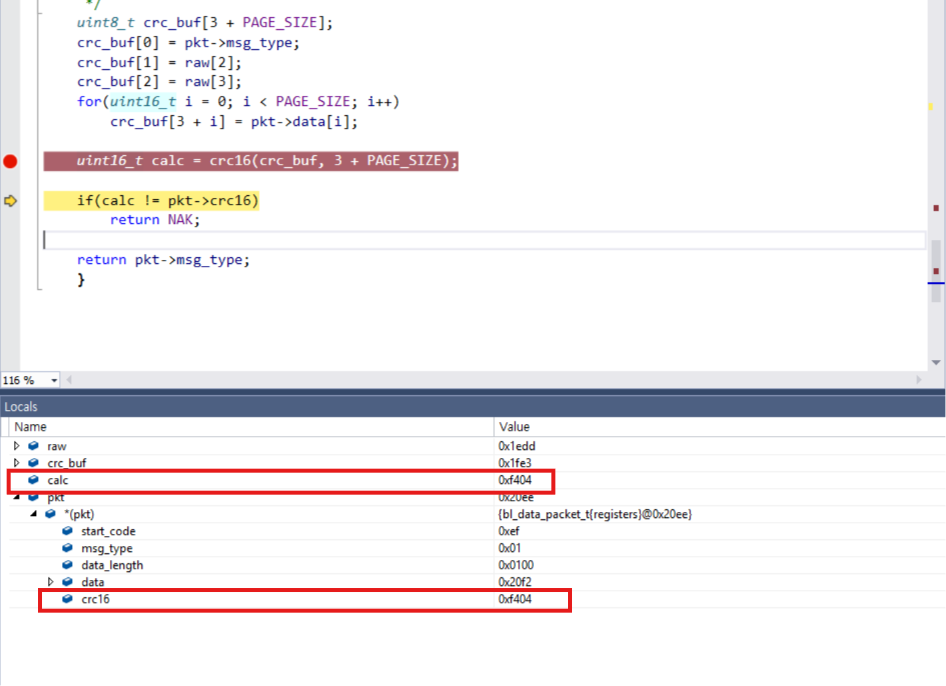 */
uint8_t crc_buf[3 + PAGE_SIZE];
crc_buf[0] = pkt->msg_type;
crc_buf[1] = raw[2];
crc_buf[2] = raw[3];
for(uint16_t i = 0; i < PAGE_SIZE; i++)
crc_buf[3 + i] = pkt->data[i];
uint16_t calc = crc16(crc_buf, 3 + PAGE_SIZE);
if(calc != pkt->crc16)
return NAK;
return pkt->msg_type;
}
116 %
Locals
Name Value
raw 0x1edd
crc_buf 0x1fe3
calc 0xf404
pkt 0x20ee
*(pkt) {bl_data_packet_t{registers}@0x20ee}
start_code 0xef
msg_type 0x01
data_length 0x0100
data 0x20f2
crc16 0xf404